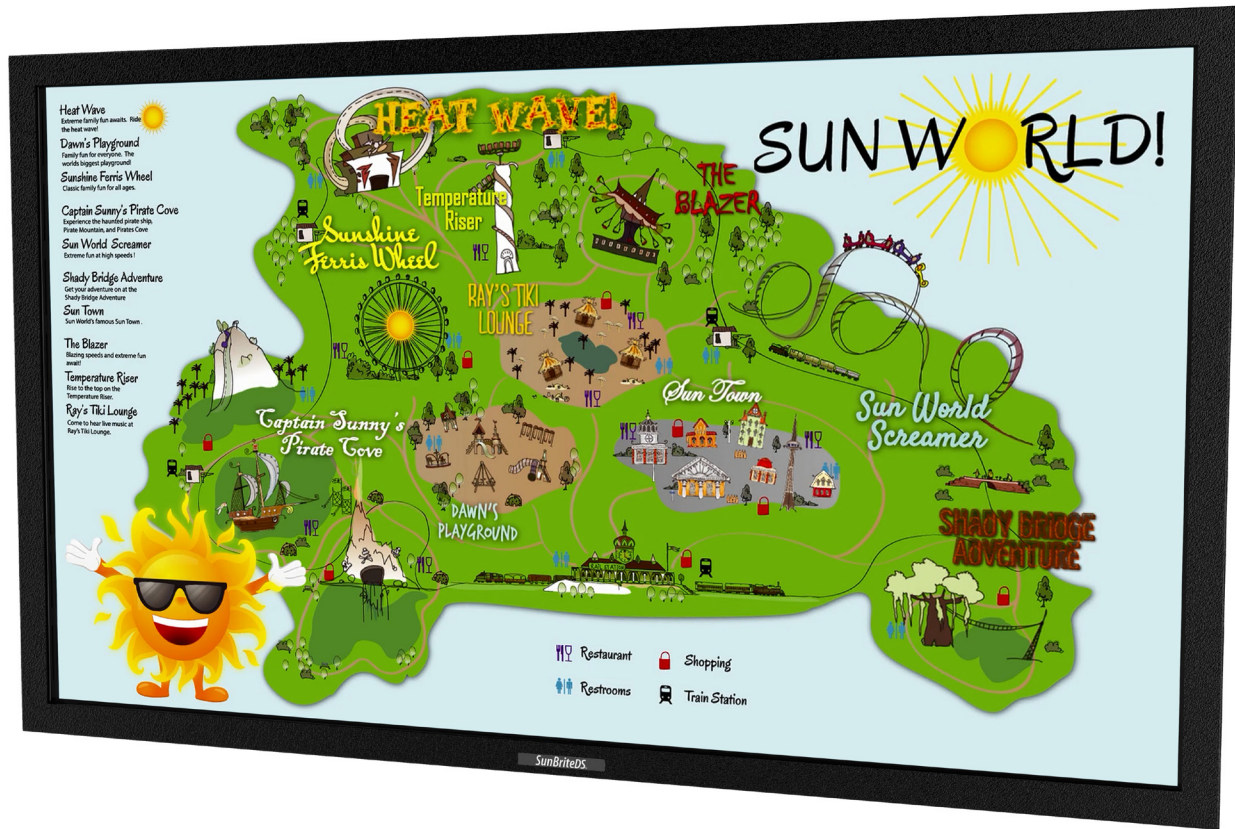 Heat Wave
Extreme family fun awaits. Ride
the heat wave!
Dawn's Playground
Family fun for everyone. The
worlds biggest playground
Sunshine Ferris Wheel
Classic family fun for all ages.
Captain Sunny's Pirate Cove
Experience the haunted pirate ship,
Pirate Mountain, and Pirates Cove
Sun World Screamer
Extreme fun at high speeds !
Shady Bridge Adventure
Get your adventure on at the
Shady Bridge Adventure
Sun Town
Sun World's famous Sun Town .
The Blazer
Blazing speeds and extreme fun
await!
Temperature Riser
Rise to the top on the
Temperature Riser.
Ray's Tiki Lounge
Come to hear live music at
Ray's Tiki Lounge.
HEAT WAVE!
SUN WORLD!
THE
BLAZER
Temperature
Riser
Sunshine
Ferris Wheel
RAY'S TIKI
LOUNGE
Sun Town
Sun World
Screamer
Captain Sunny's
Pirate Cove
DAWN'S
PLAYGROUND
SHADY BRIDGE
ADVENTURE
RAIL STATION
Restaurant
Shopping
Restrooms
Train Station
SunBriteDS